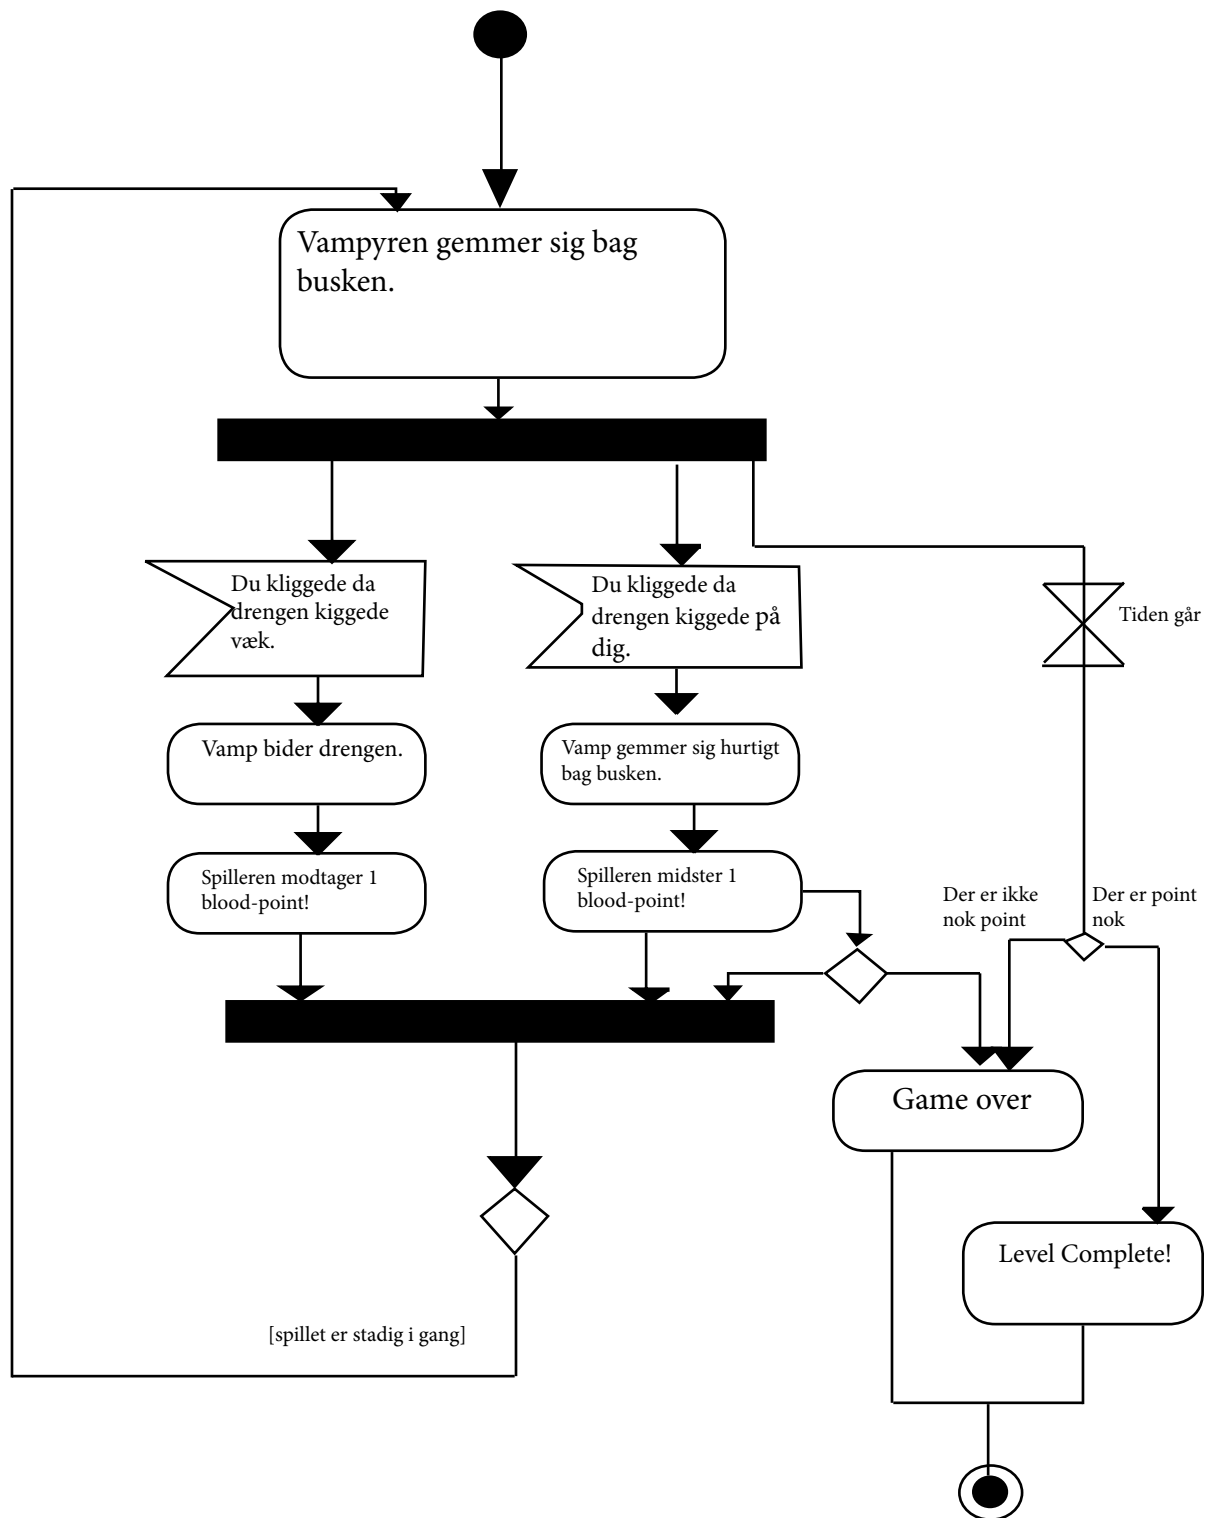 Vampyren gemmer sig bag
busken.
Du kliggede da
drengen kiggede
væk.
Du kliggede da
drengen kiggede på
dig.
Tiden går
Vamp bider drengen.
Vamp gemmer sig hurtigt
bag busken.
Spilleren modtager 1
blood-point!
Spilleren midster 1
blood-point!
Der er ikke
nok point
Der er point
nok
Game over
Level Complete!
[spillet er stadig i gang]